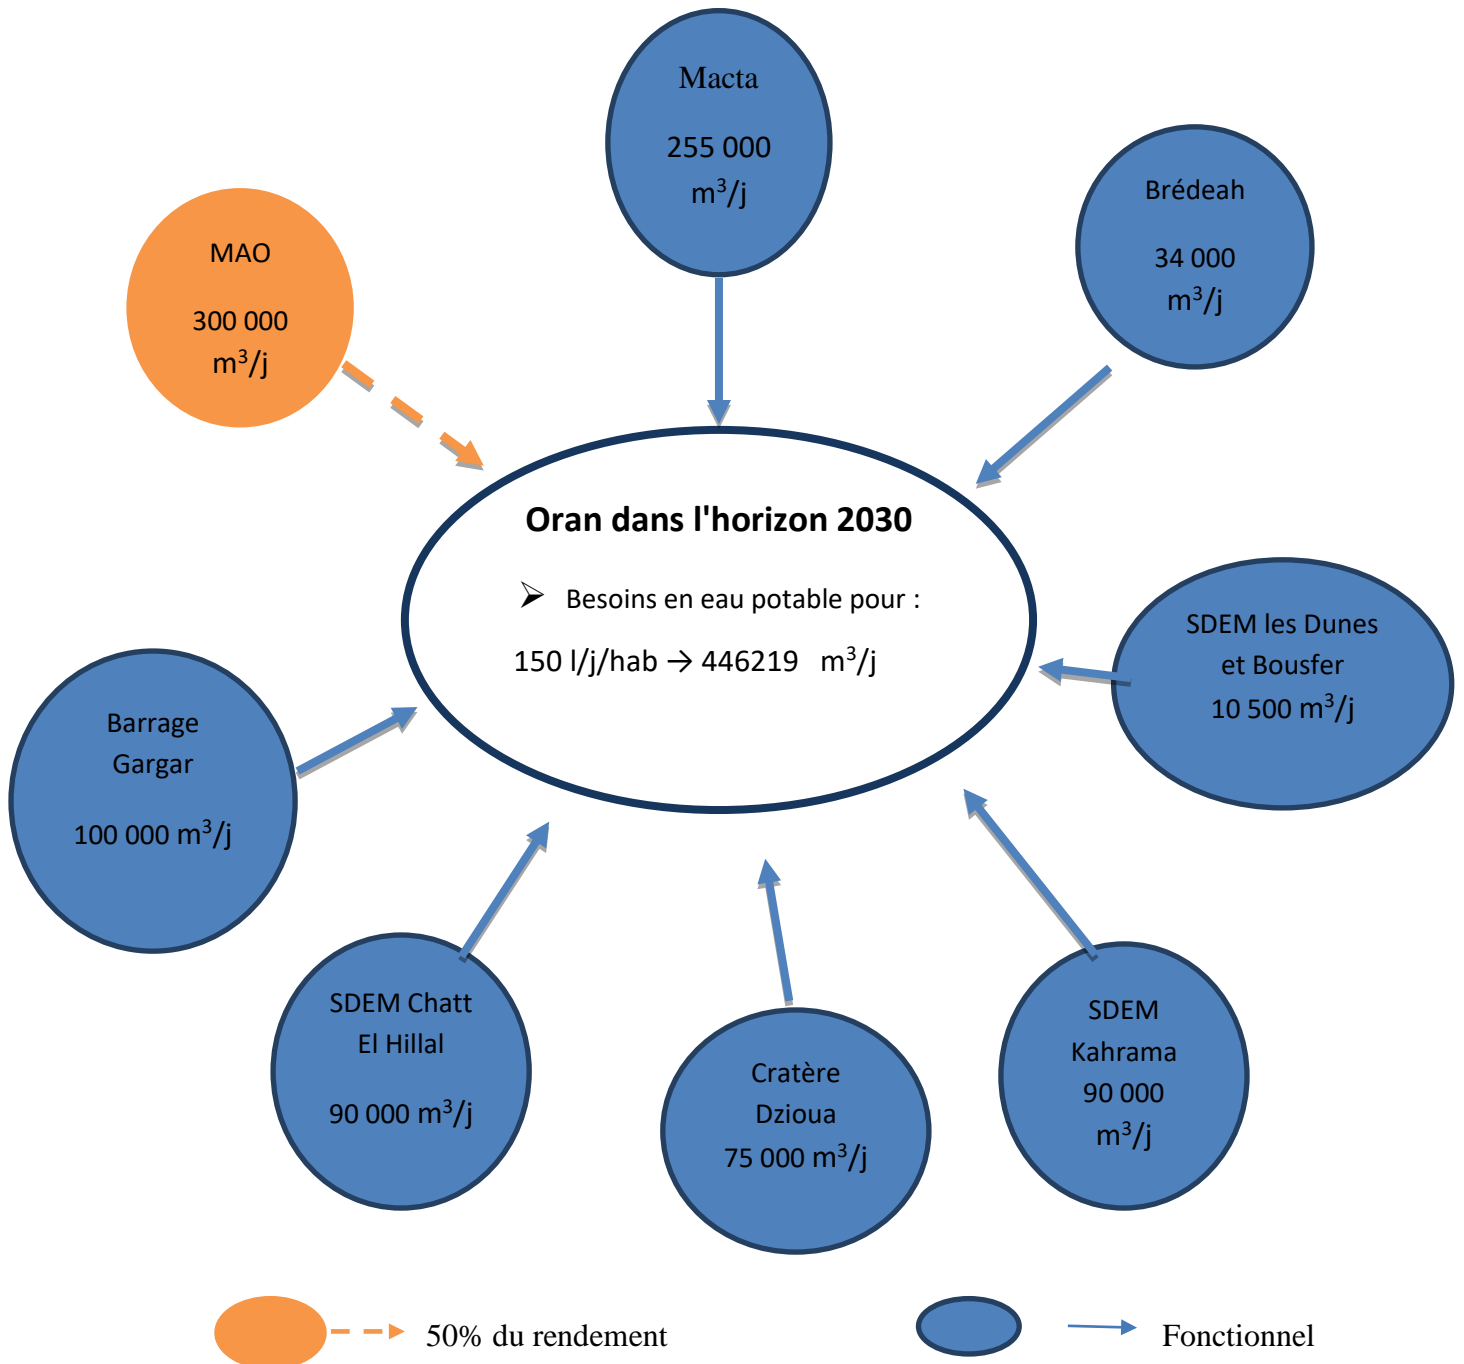 Macta
255 000
m³/j
Brédeah
34 000
m³/j
MAO
300 000
m³/j
Oran dans l'horizon 2030
➢ Besoins en eau potable pour :
150 l/j/hab → 446219 m³/j
SDEM les Dunes
et Bousfer
10 500 m³/j
Barrage
Gargar
100 000 m³/j
SDEM Chatt
El Hillal
90 000 m³/j
Cratère
Dzioua
75 000 m³/j
SDEM
Kahrama
90 000
m³/j
50% du rendement
Fonctionnel